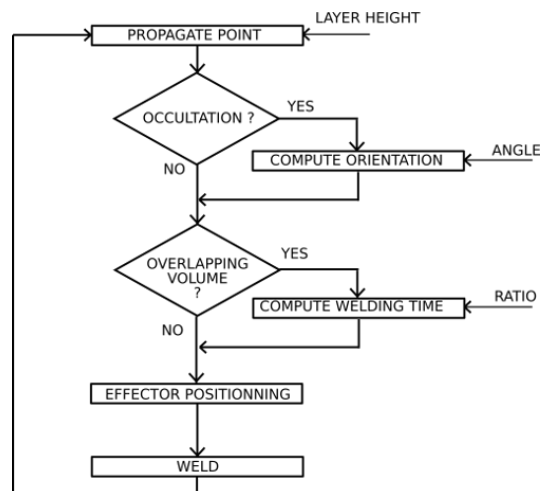 LAYER HEIGHT
PROPAGATE POINT
OCCULTATION ?
YES
ANGLE
COMPUTE ORIENTATION
NO
OVERLAPPING
VOLUME
?
YES
RATIO
COMPUTE WELDING TIME
NO
EFFECTOR POSITIONNING
WELD